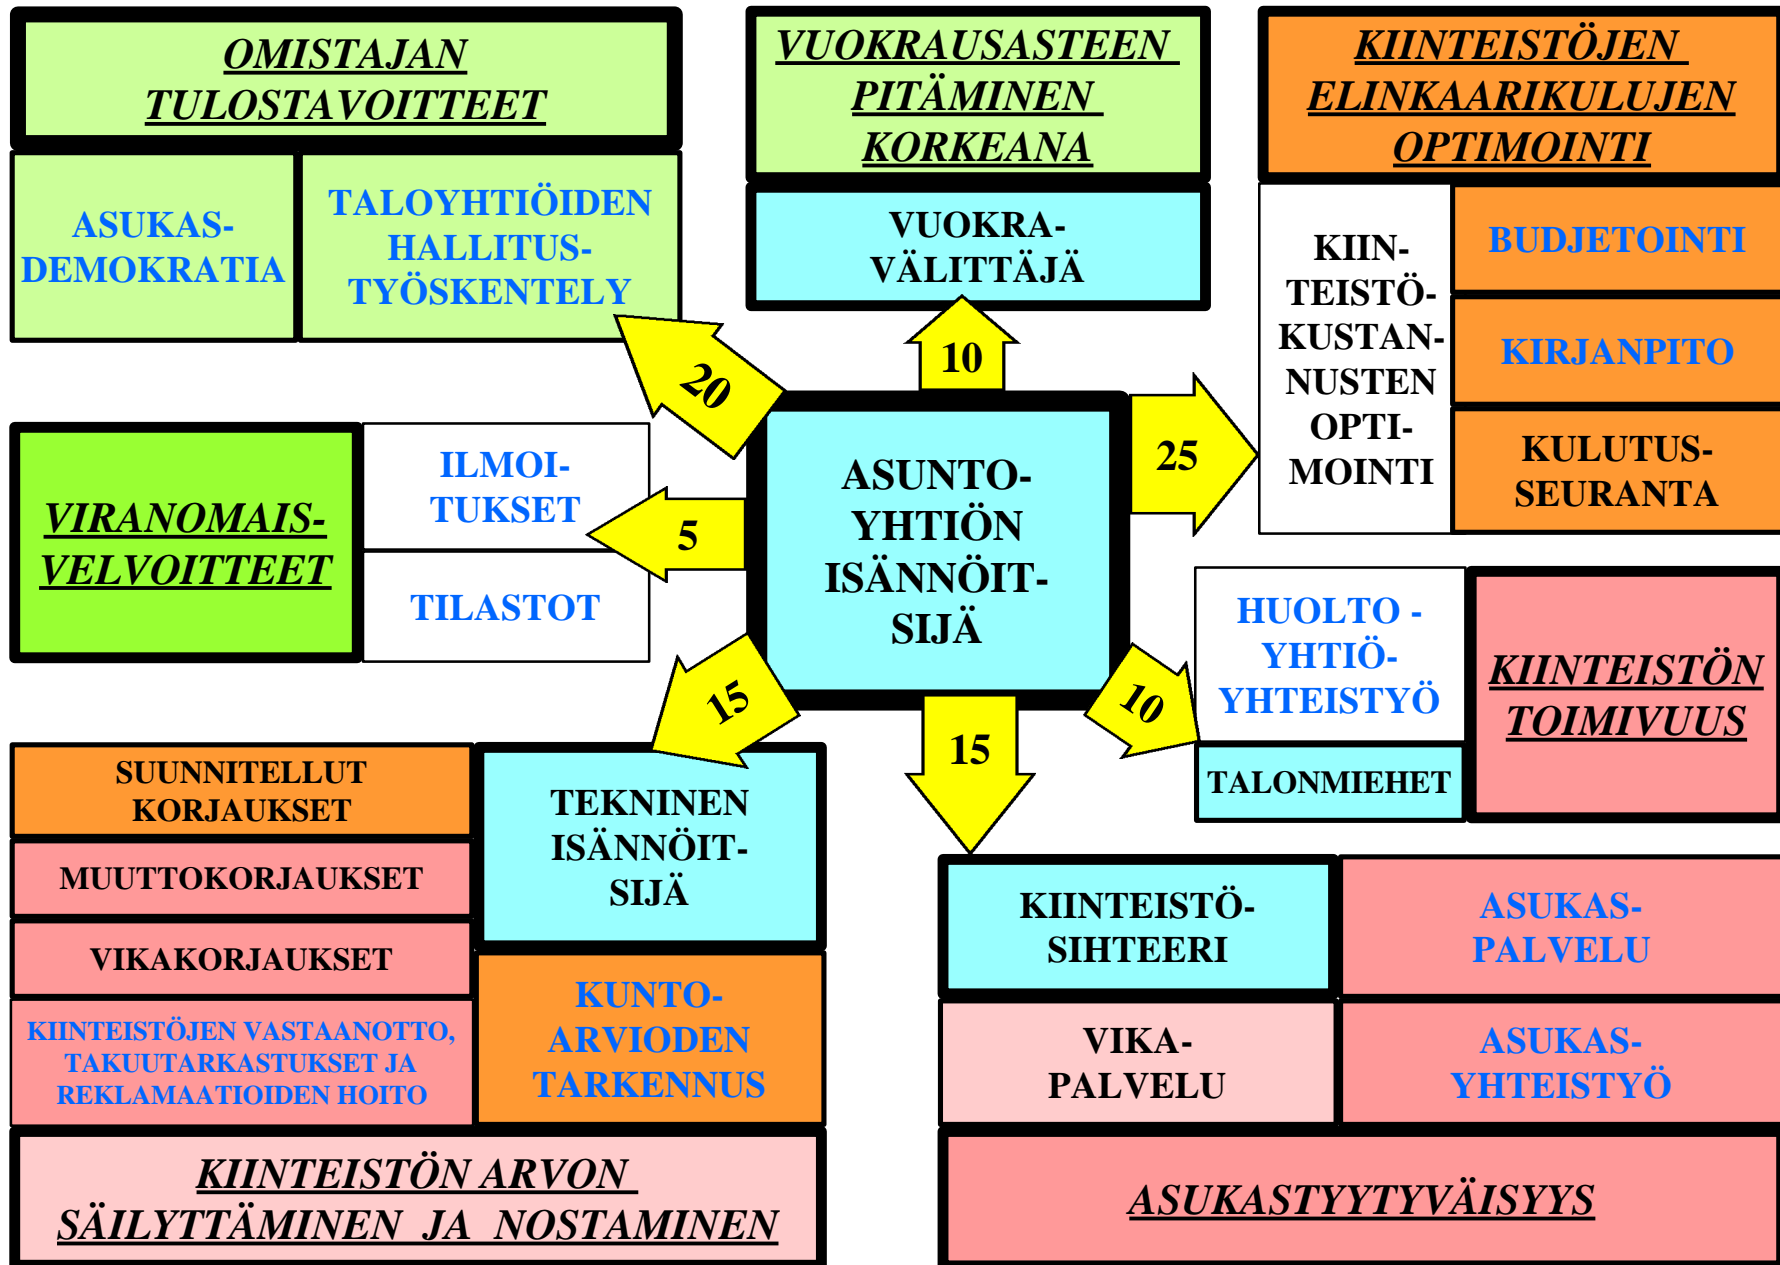 OMISTAJAN
TULOSTAVOITTEET
ASUKAS-
DEMOKRATIA
TALOYHTIÖIDEN
HALLITUS-
TYÖSKENTELY
VUOKRAUSASTEEN
PITÄMINEN
KORKEANA
VUOKRA-
VÄLITTÄJÄ
KIINTEISTÖJEN
ELINKAARIKULUJEN
OPTIMOINTI
KIIN-
TEISTÖ-
KUSTAN-
NUSTEN
OPTI-
MOINTI
BUDJETOINTI
KIRJANPITO
KULUTUS-
SEURANTA
20
10
25
VIRANOMAIS-
VELVOITTEET
ILMOI-
TUKSET
TILASTOT
5
ASUNTO-
YHTIÖN
ISÄNNÖIT-
SIJÄ
HUOLTO -
YHTIÖ-
YHTEISTYÖ
TALONMIEHET
KIINTEISTÖN
TOIMIVUUS
15
15
10
SUUNNITELLUT
KORJAUKSET
MUUTTOKORJAUKSET
VIKAKORJAUKSET
KIINTEISTÖJEN VASTAANOTTO,
TAKUUTARKASTUKSET JA
REKLAMAATIOIDEN HOITO
TEKNINEN
ISÄNNÖIT-
SIJÄ
KUNTO-
ARVIODEN
TARKENNUS
KIINTEISTÖN ARVON
SÄILYTTÄMINEN JA NOSTAMINEN
KIINTEISTÖ-
SIHTEERI
ASUKAS-
PALVELU
VIKA-
PALVELU
ASUKAS-
YHTEISTYÖ
ASUKASTYYTYVÄISYYS